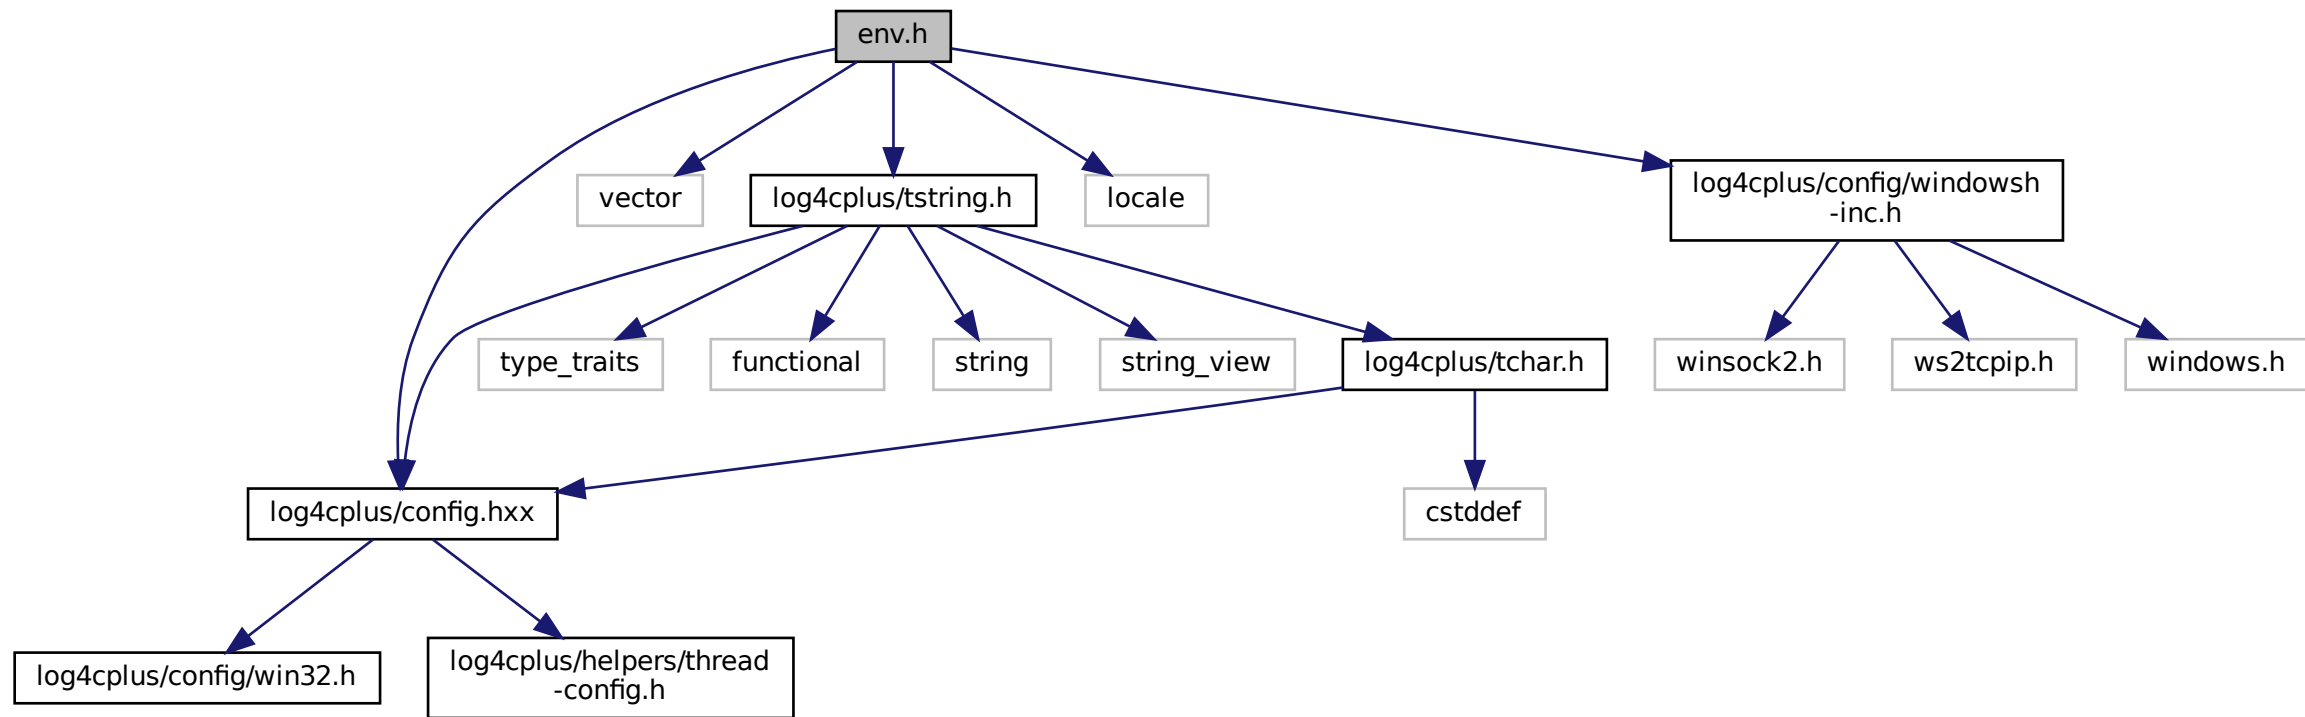 env.h
vector
log4cplus/tstring.h
locale
log4cplus/config/windowsh
-inc.h
type_traits
functional
string
string_view
log4cplus/tchar.h
winsock2.h
ws2tcpip.h
windows.h
log4cplus/config.hxx
cstddef
log4cplus/config/win32.h
log4cplus/helpers/thread
-config.h